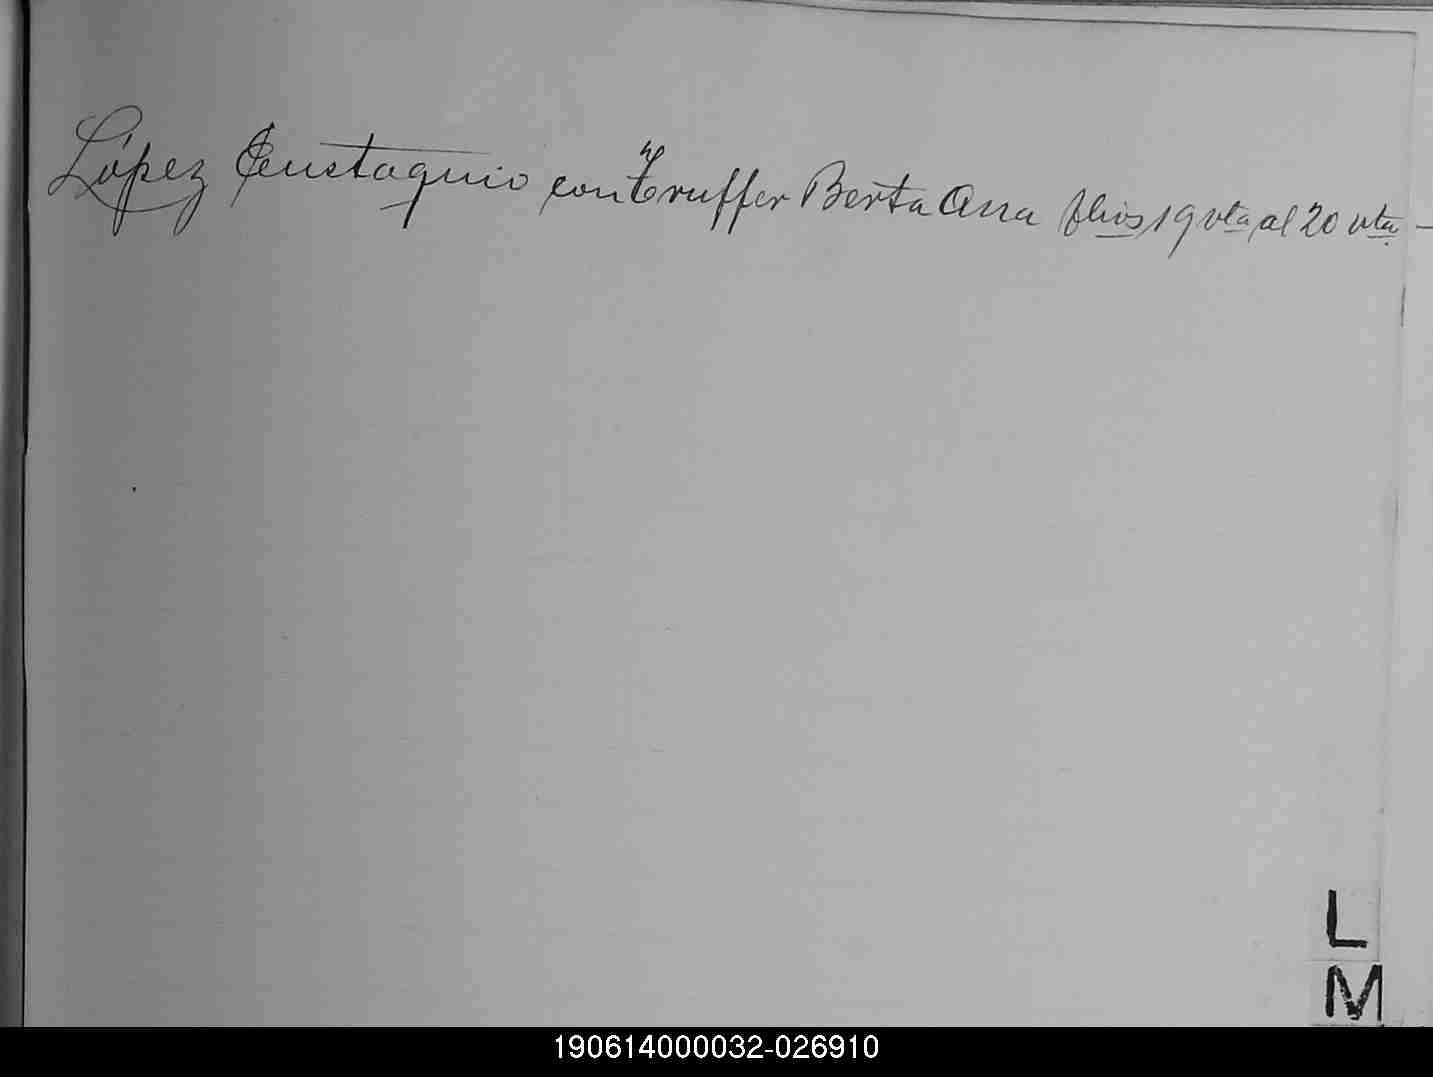 López Eustaquio con Truffer Berta Ana flios 19 vta al 20 vta. -
L
M
190614000032-026910